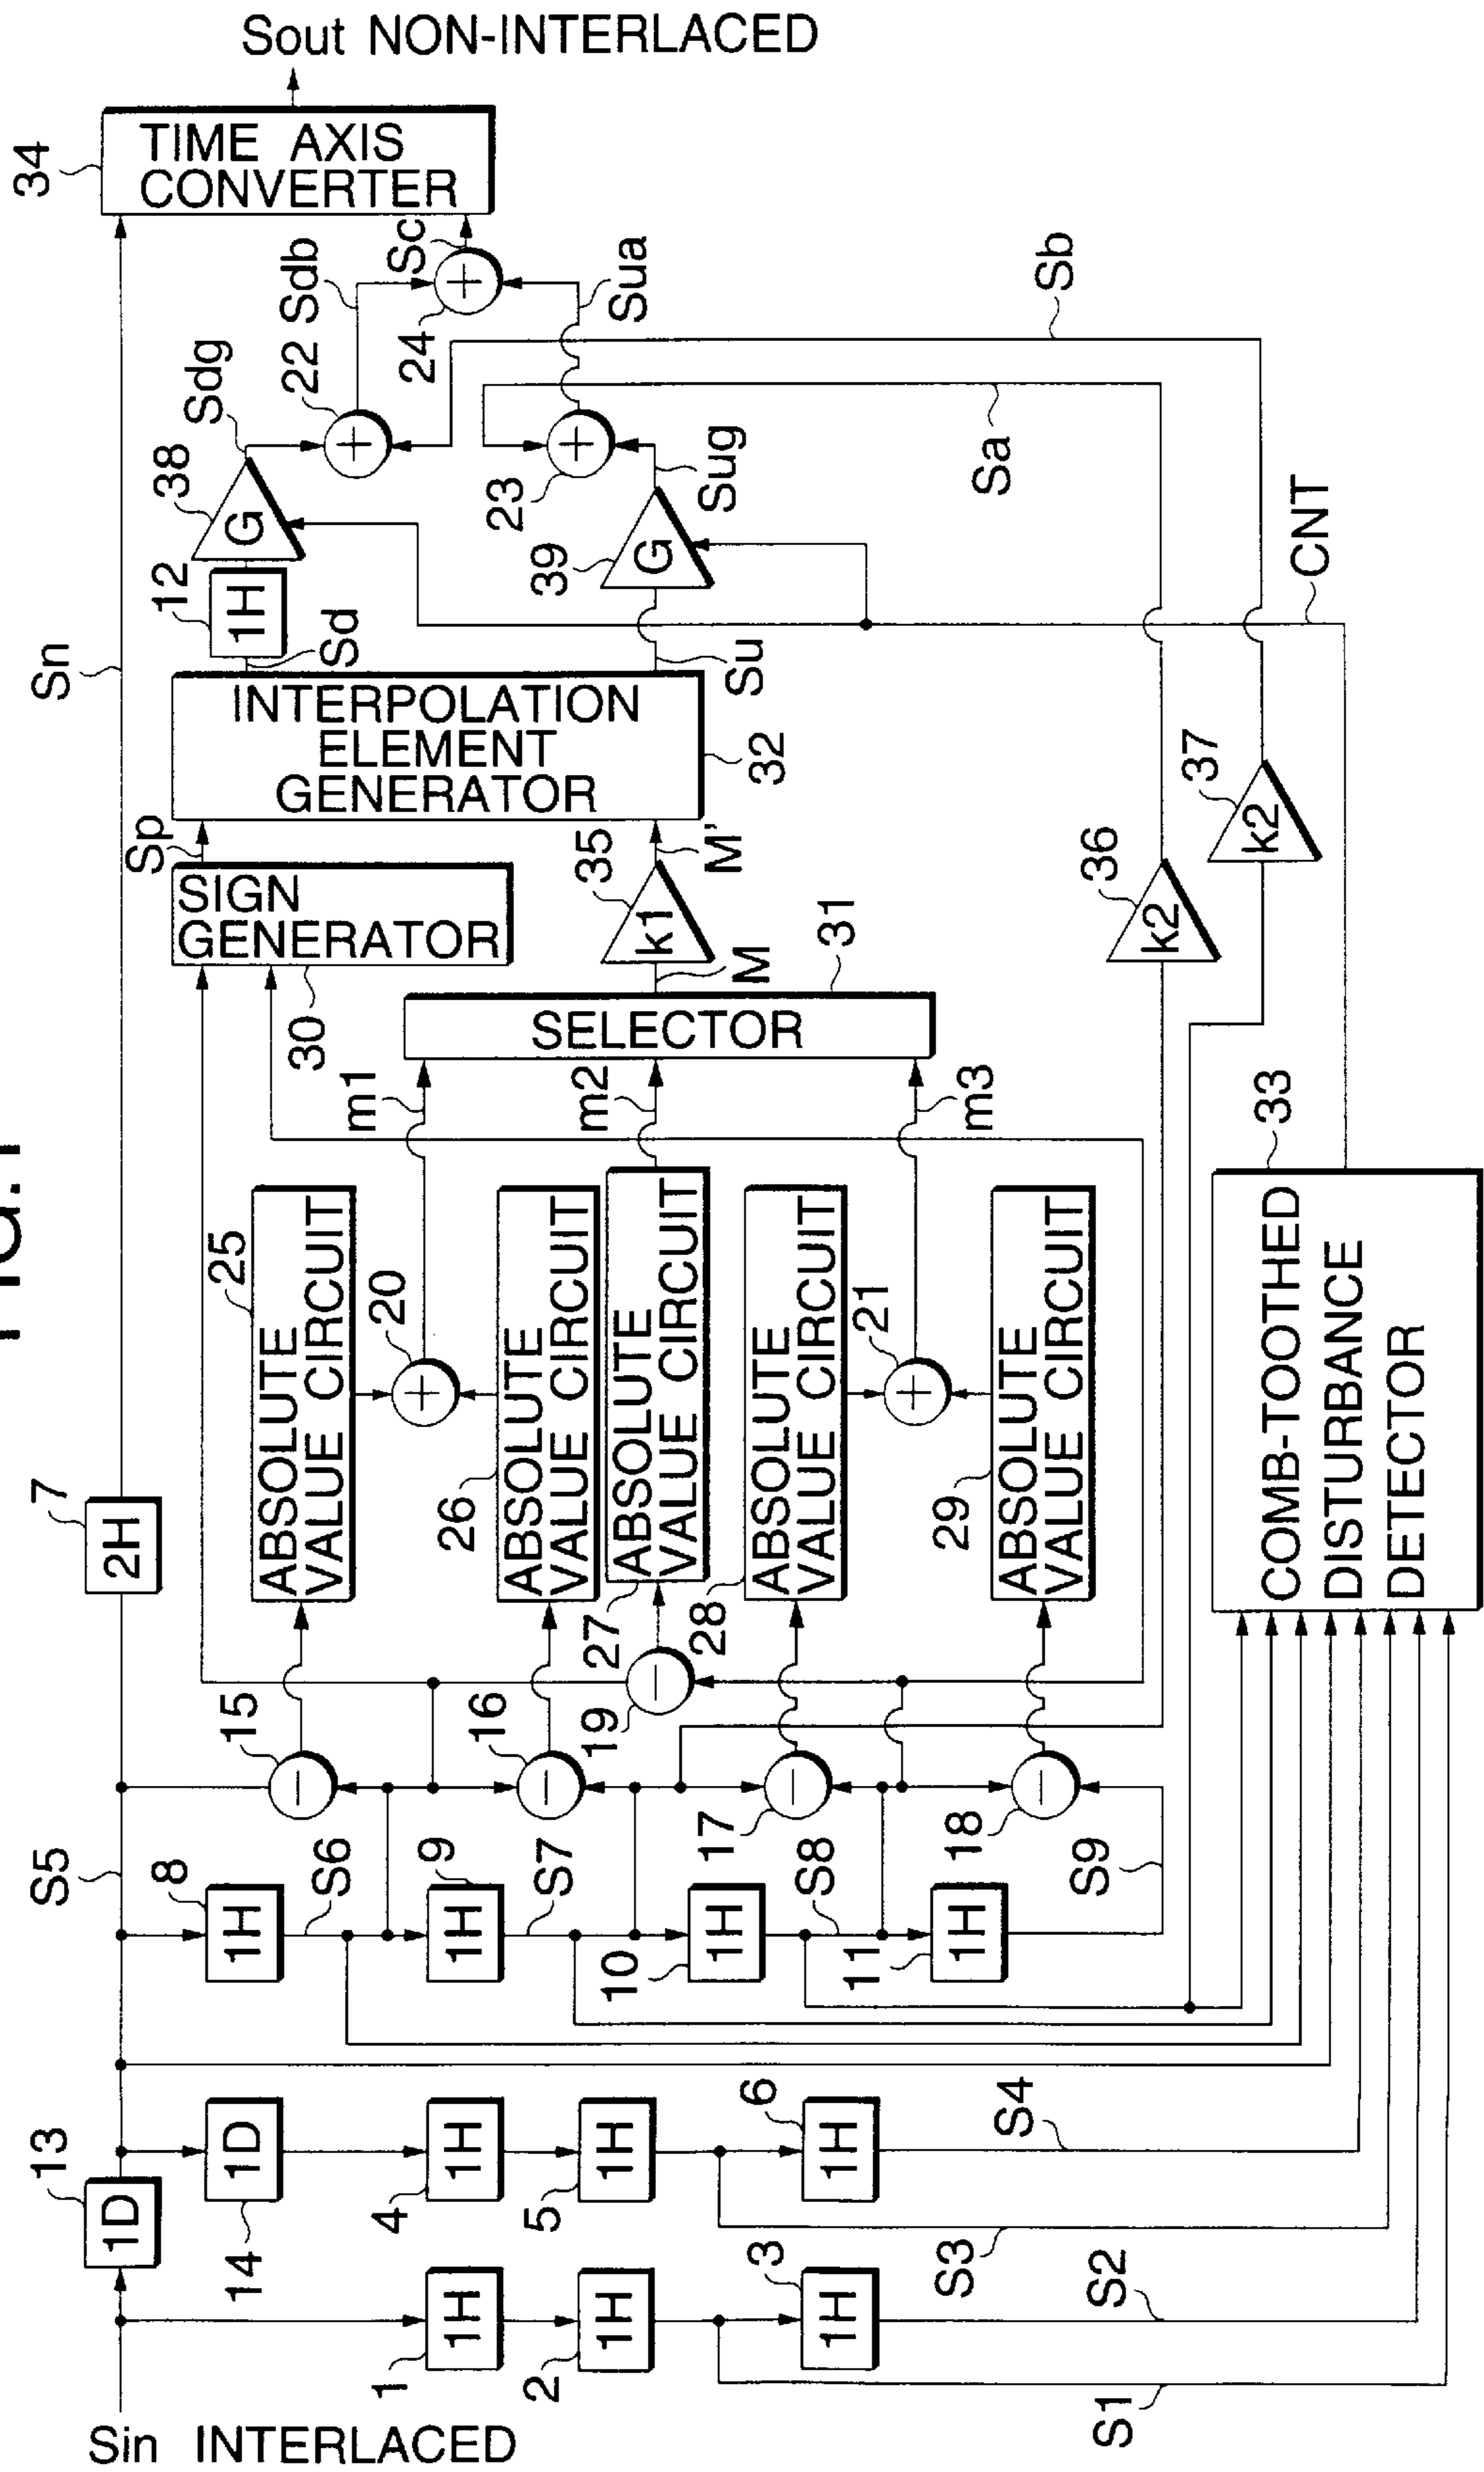 FIG.1
Sin INTERLACED
13
1D
S5
7
2H
Sn
34
TIME AXIS
CONVERTER
Sout NON-INTERLACED
14
1D
8
1H
S6
15
−
25
ABSOLUTE
VALUE CIRCUIT
30
SIGN
GENERATOR
Sp
INTERPOLATION
ELEMENT
GENERATOR
32
Sd
12
1H
38
G
Sdg
22
+
Sdb
24
+
Sc
1
1H
4
1H
9
1H
S7
16
−
26
ABSOLUTE
VALUE CIRCUIT
20
+
m1
2
1H
5
1H
19
−
27
ABSOLUTE
VALUE CIRCUIT
m2
SELECTOR
31
M
35
k1
M'
Su
39
G
Sug
23
+
Sua
3
1H
6
1H
10
1H
S8
17
−
28
ABSOLUTE
VALUE CIRCUIT
21
+
m3
11
1H
S9
18
−
29
ABSOLUTE
VALUE CIRCUIT
36
k2
Sa
37
k2
Sb
S1
S2
S3
S4
33
COMB-TOOTHED
DISTURBANCE
DETECTOR
CNT